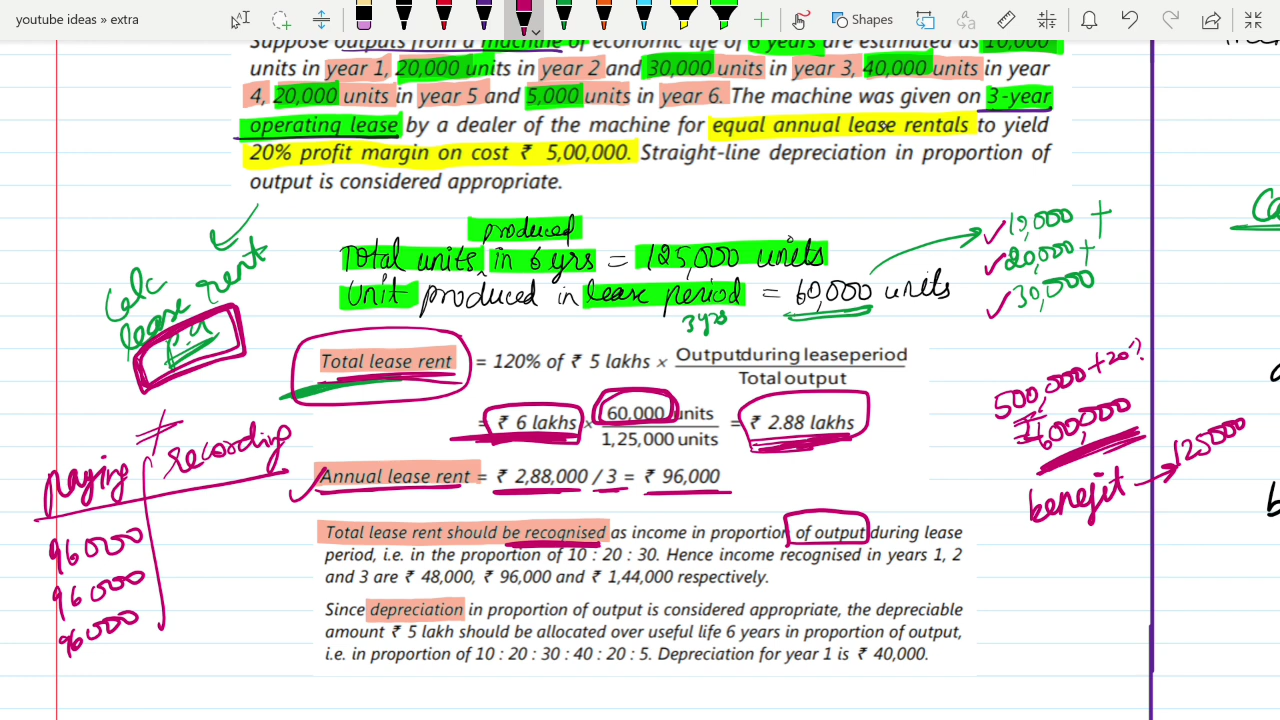 youtube ideas » extra
Shapes
Suppose outputs from a machine of economic life of 6 years are estimated as 10,000
units in year 1, 20,000 units in year 2 and 30,000 units in year 3, 40,000 units in year
4, 20,000 units in year 5 and 5,000 units in year 6. The machine was given on 3-year
operating lease by a dealer of the machine for equal annual lease rentals to yield
20% profit margin on cost ₹ 5,00,000. Straight-line depreciation in proportion of
output is considered appropriate.
produced
Total units in 6 yrs = 125,000 units
Unit produced in lease period = 60,000 units
3yrs
10,000 +
20,000 +
30,000
Calc
lease rent
p.a
Total lease rent = 120% of ₹ 5 lakhs × Outputduring leaseperiod
Total output
= ₹ 6 lakhs × 60,000 units = ₹ 2.88 lakhs
1,25,000 units
500,000 + 20%
600,000
benefit → 125000
Annual lease rent = ₹ 2,88,000 / 3 = ₹ 96,000
paying ≠ recording
96000
96000
96000
Total lease rent should be recognised as income in proportion of output during lease
period, i.e. in the proportion of 10 : 20 : 30. Hence income recognised in years 1, 2
and 3 are ₹ 48,000, ₹ 96,000 and ₹ 1,44,000 respectively.
Since depreciation in proportion of output is considered appropriate, the depreciable
amount ₹ 5 lakh should be allocated over useful life 6 years in proportion of output,
i.e. in proportion of 10 : 20 : 30 : 40 : 20 : 5. Depreciation for year 1 is ₹ 40,000.